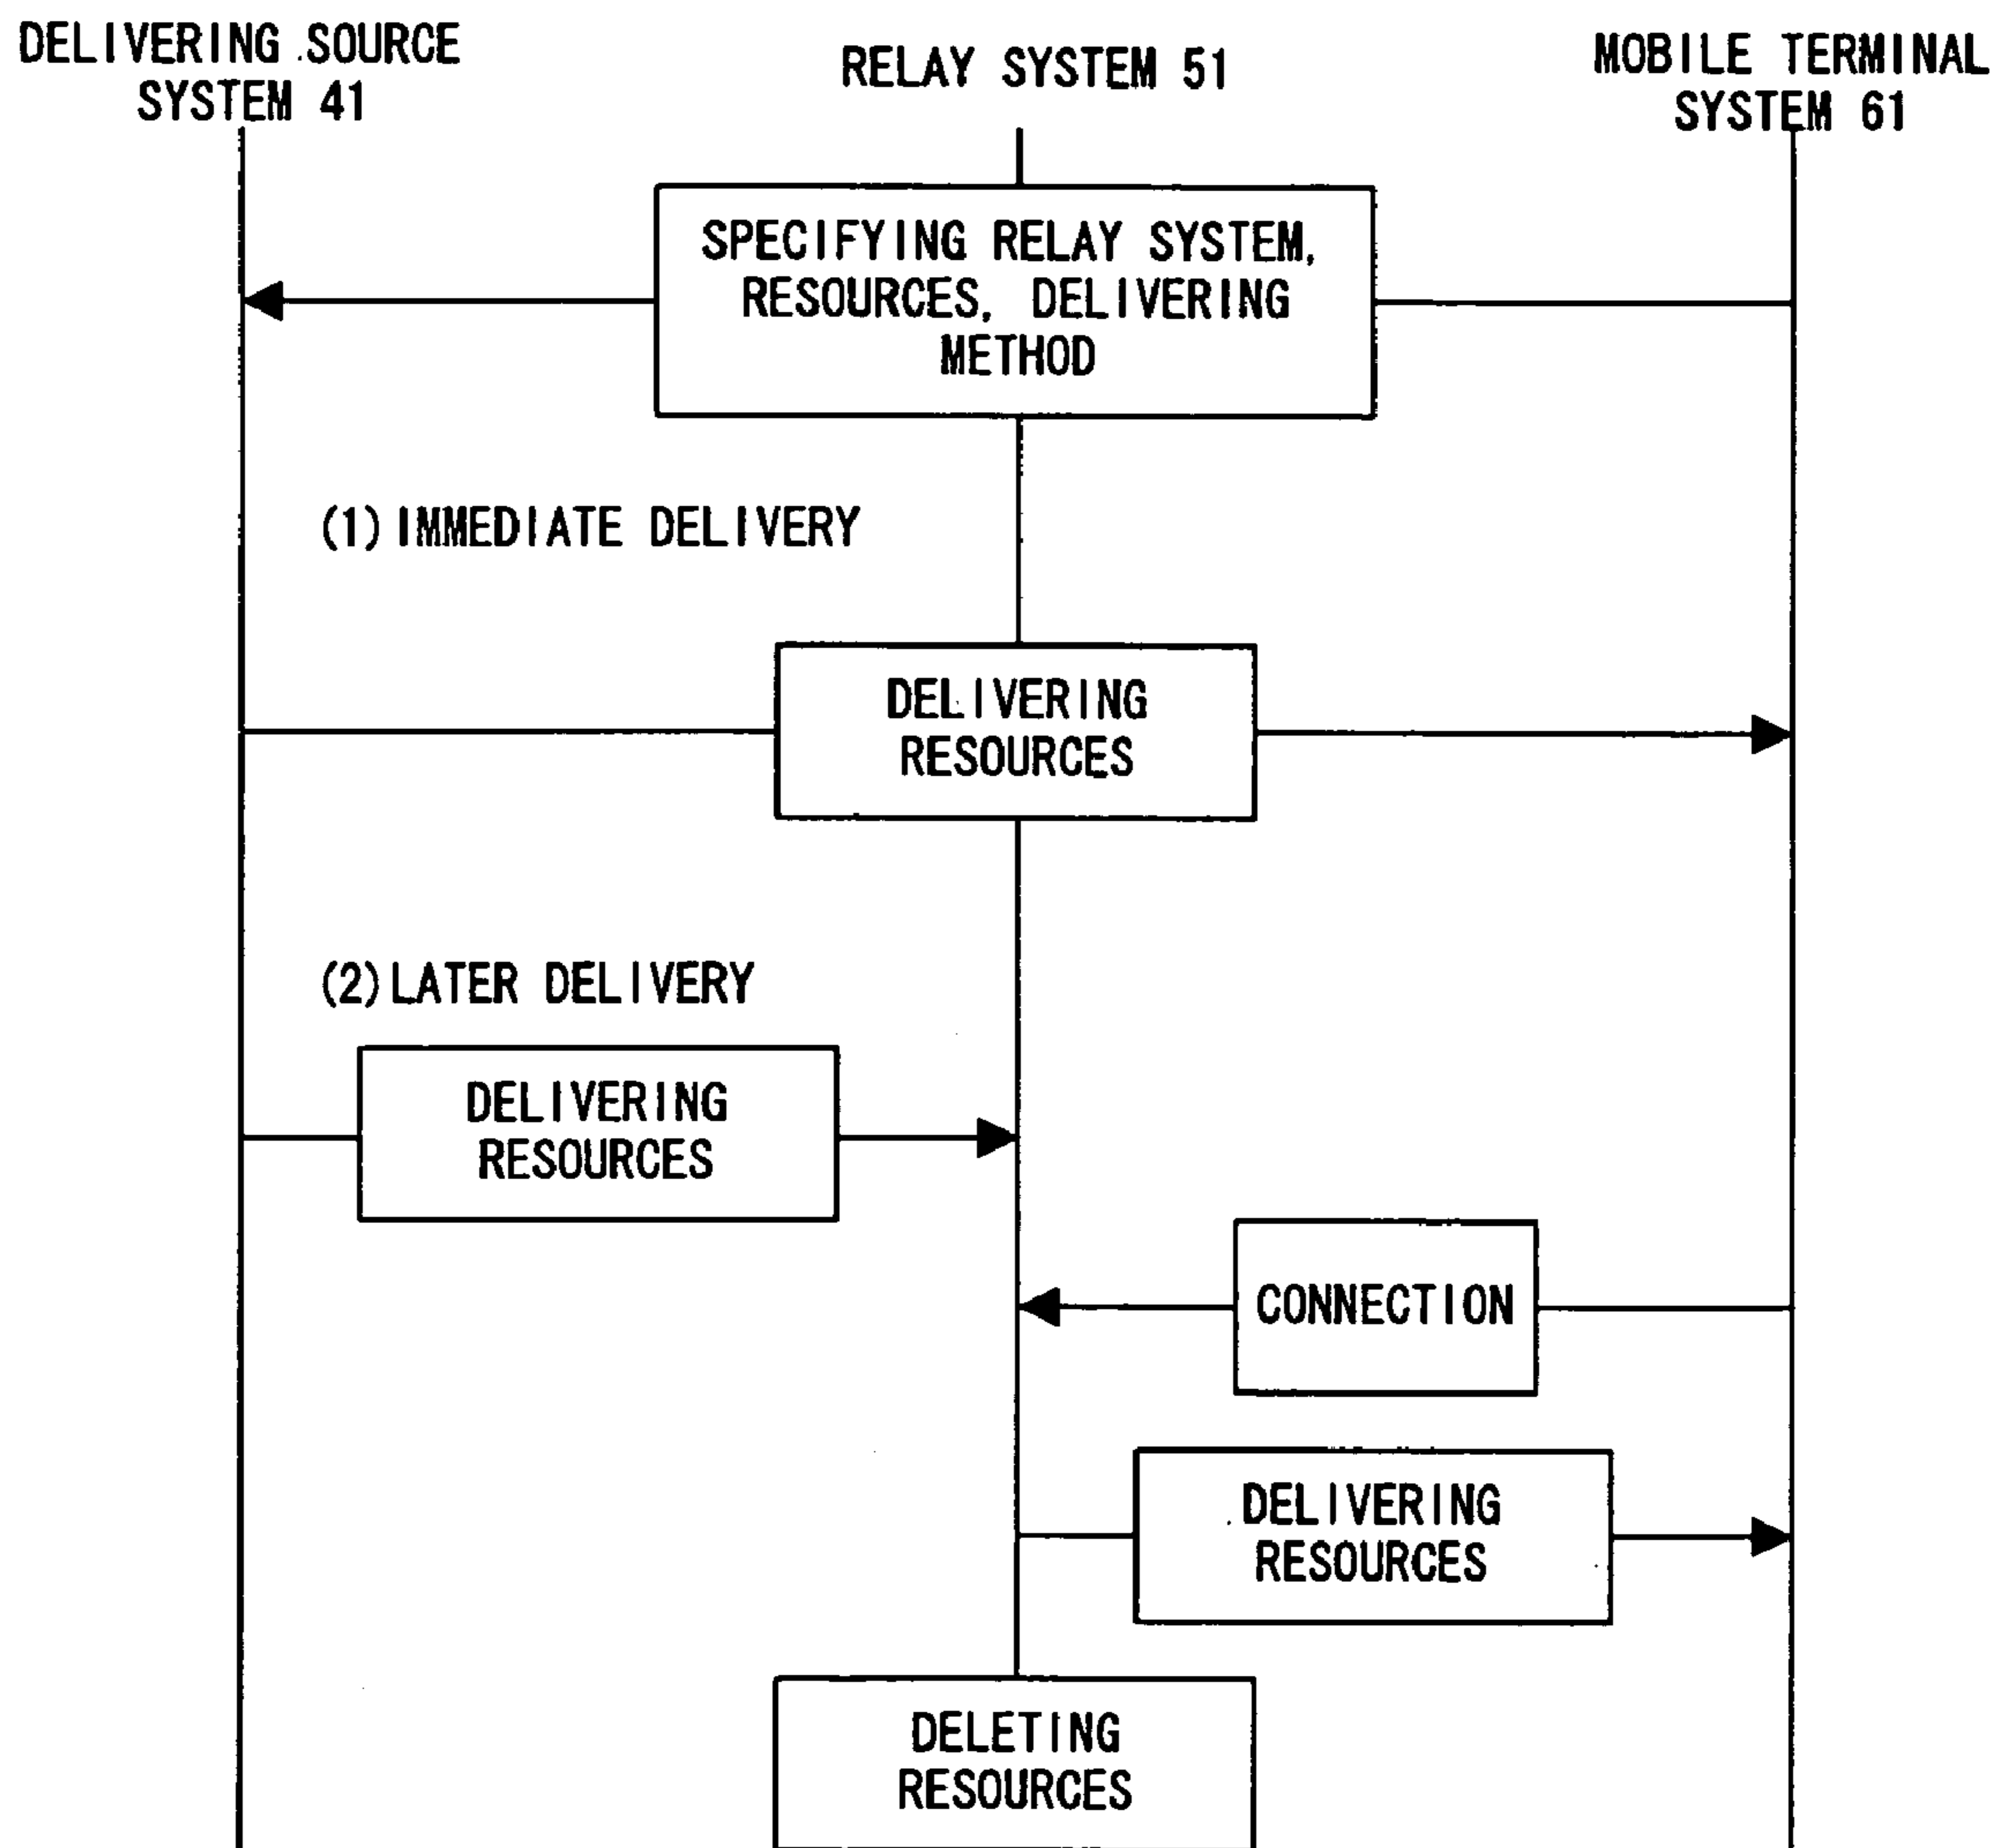 DELIVERING SOURCE
SYSTEM 41
RELAY SYSTEM 51
MOBILE TERMINAL
SYSTEM 61
SPECIFYING RELAY SYSTEM,
RESOURCES, DELIVERING
METHOD
(1) IMMEDIATE DELIVERY
DELIVERING
RESOURCES
(2) LATER DELIVERY
DELIVERING
RESOURCES
CONNECTION
DELIVERING
RESOURCES
DELETING
RESOURCES